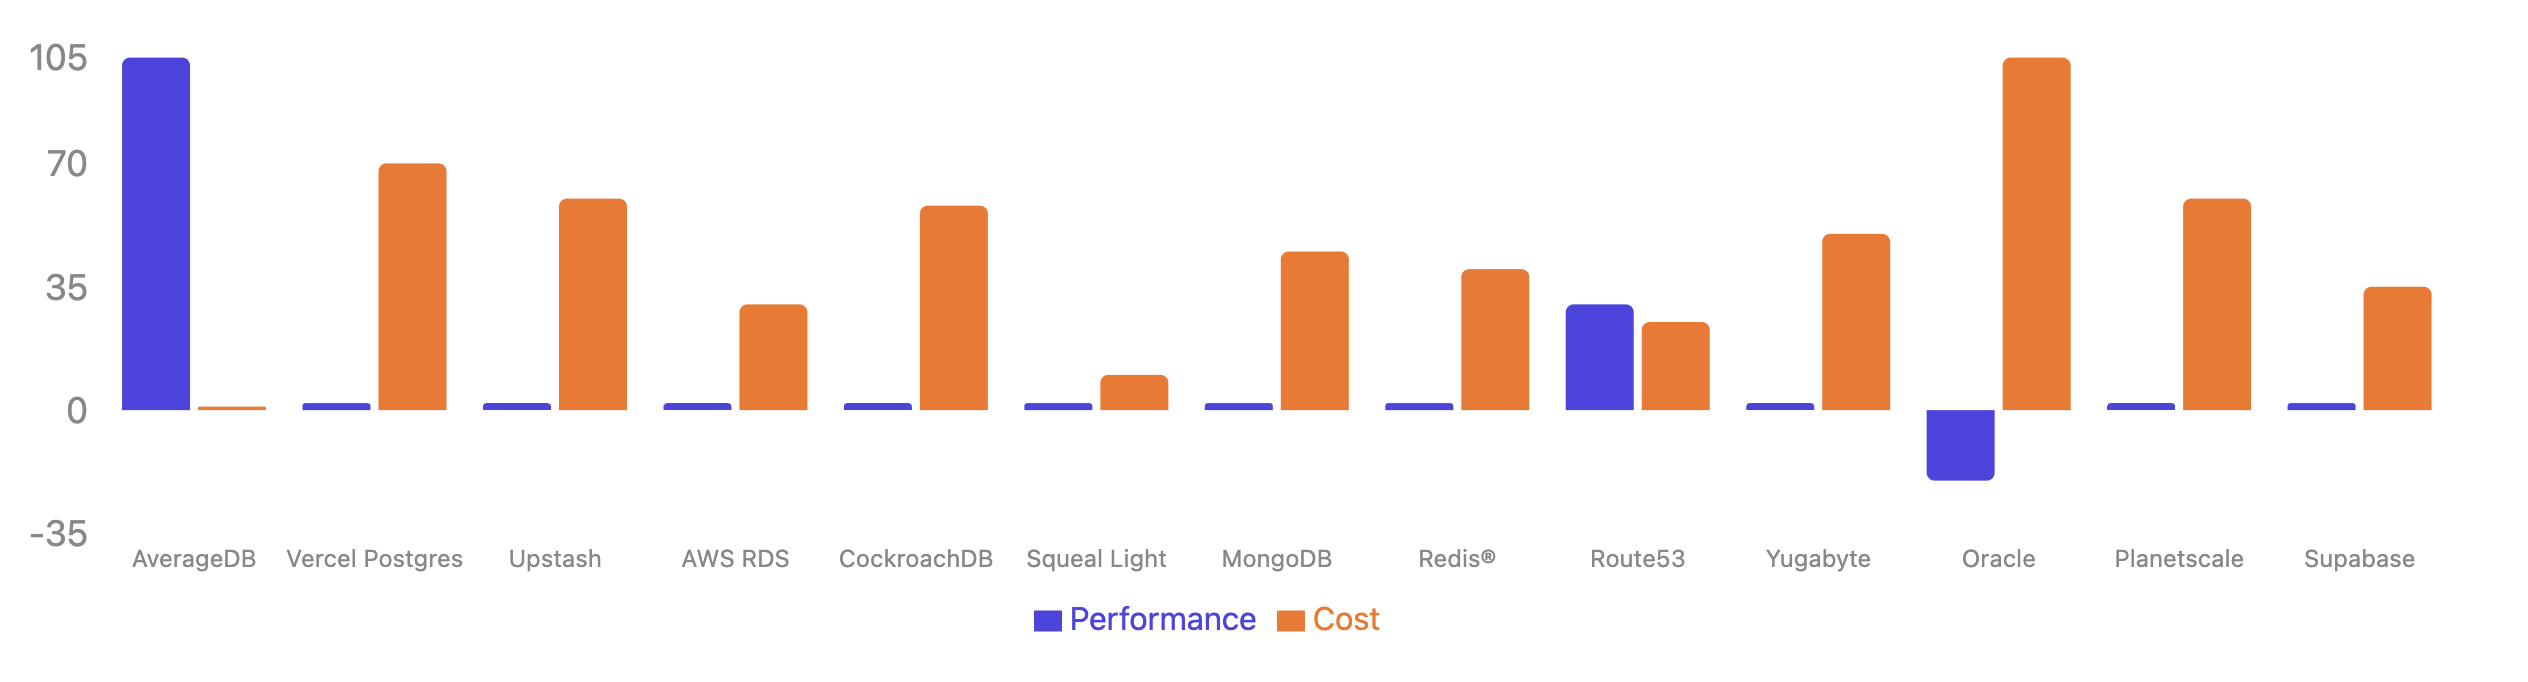 105
70
35
0
-35
AverageDB Vercel Postgres Upstash AWS RDS CockroachDB Squeal Light MongoDB Redis® Route53 Yugabyte Oracle Planetscale Supabase
Performance Cost